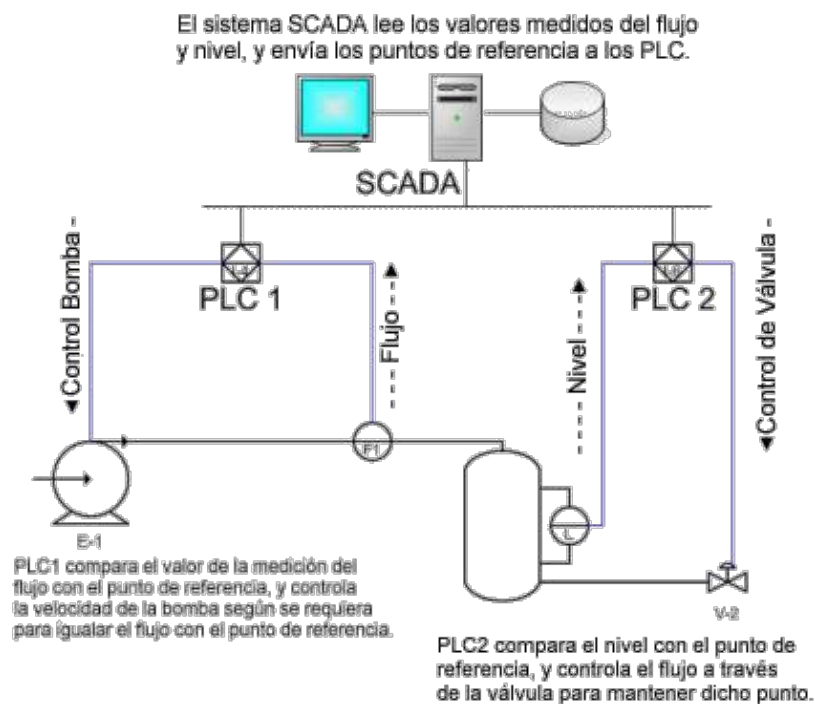 El sistema SCADA lee los valores medidos del flujo
y nivel, y envía los puntos de referencia a los PLC.
SCADA
PLC 1
PLC 2
◄Control Bomba -
---- Flujo --►
---- Nivel ---►
◄Control de Válvula -
F1
L
E-1
V-2
PLC1 compara el valor de la medición del
flujo con el punto de referencia, y controla
la velocidad de la bomba según se requiera
para igualar el flujo con el punto de referencia.
PLC2 compara el nivel con el punto de
referencia, y controla el flujo a través
de la válvula para mantener dicho punto.